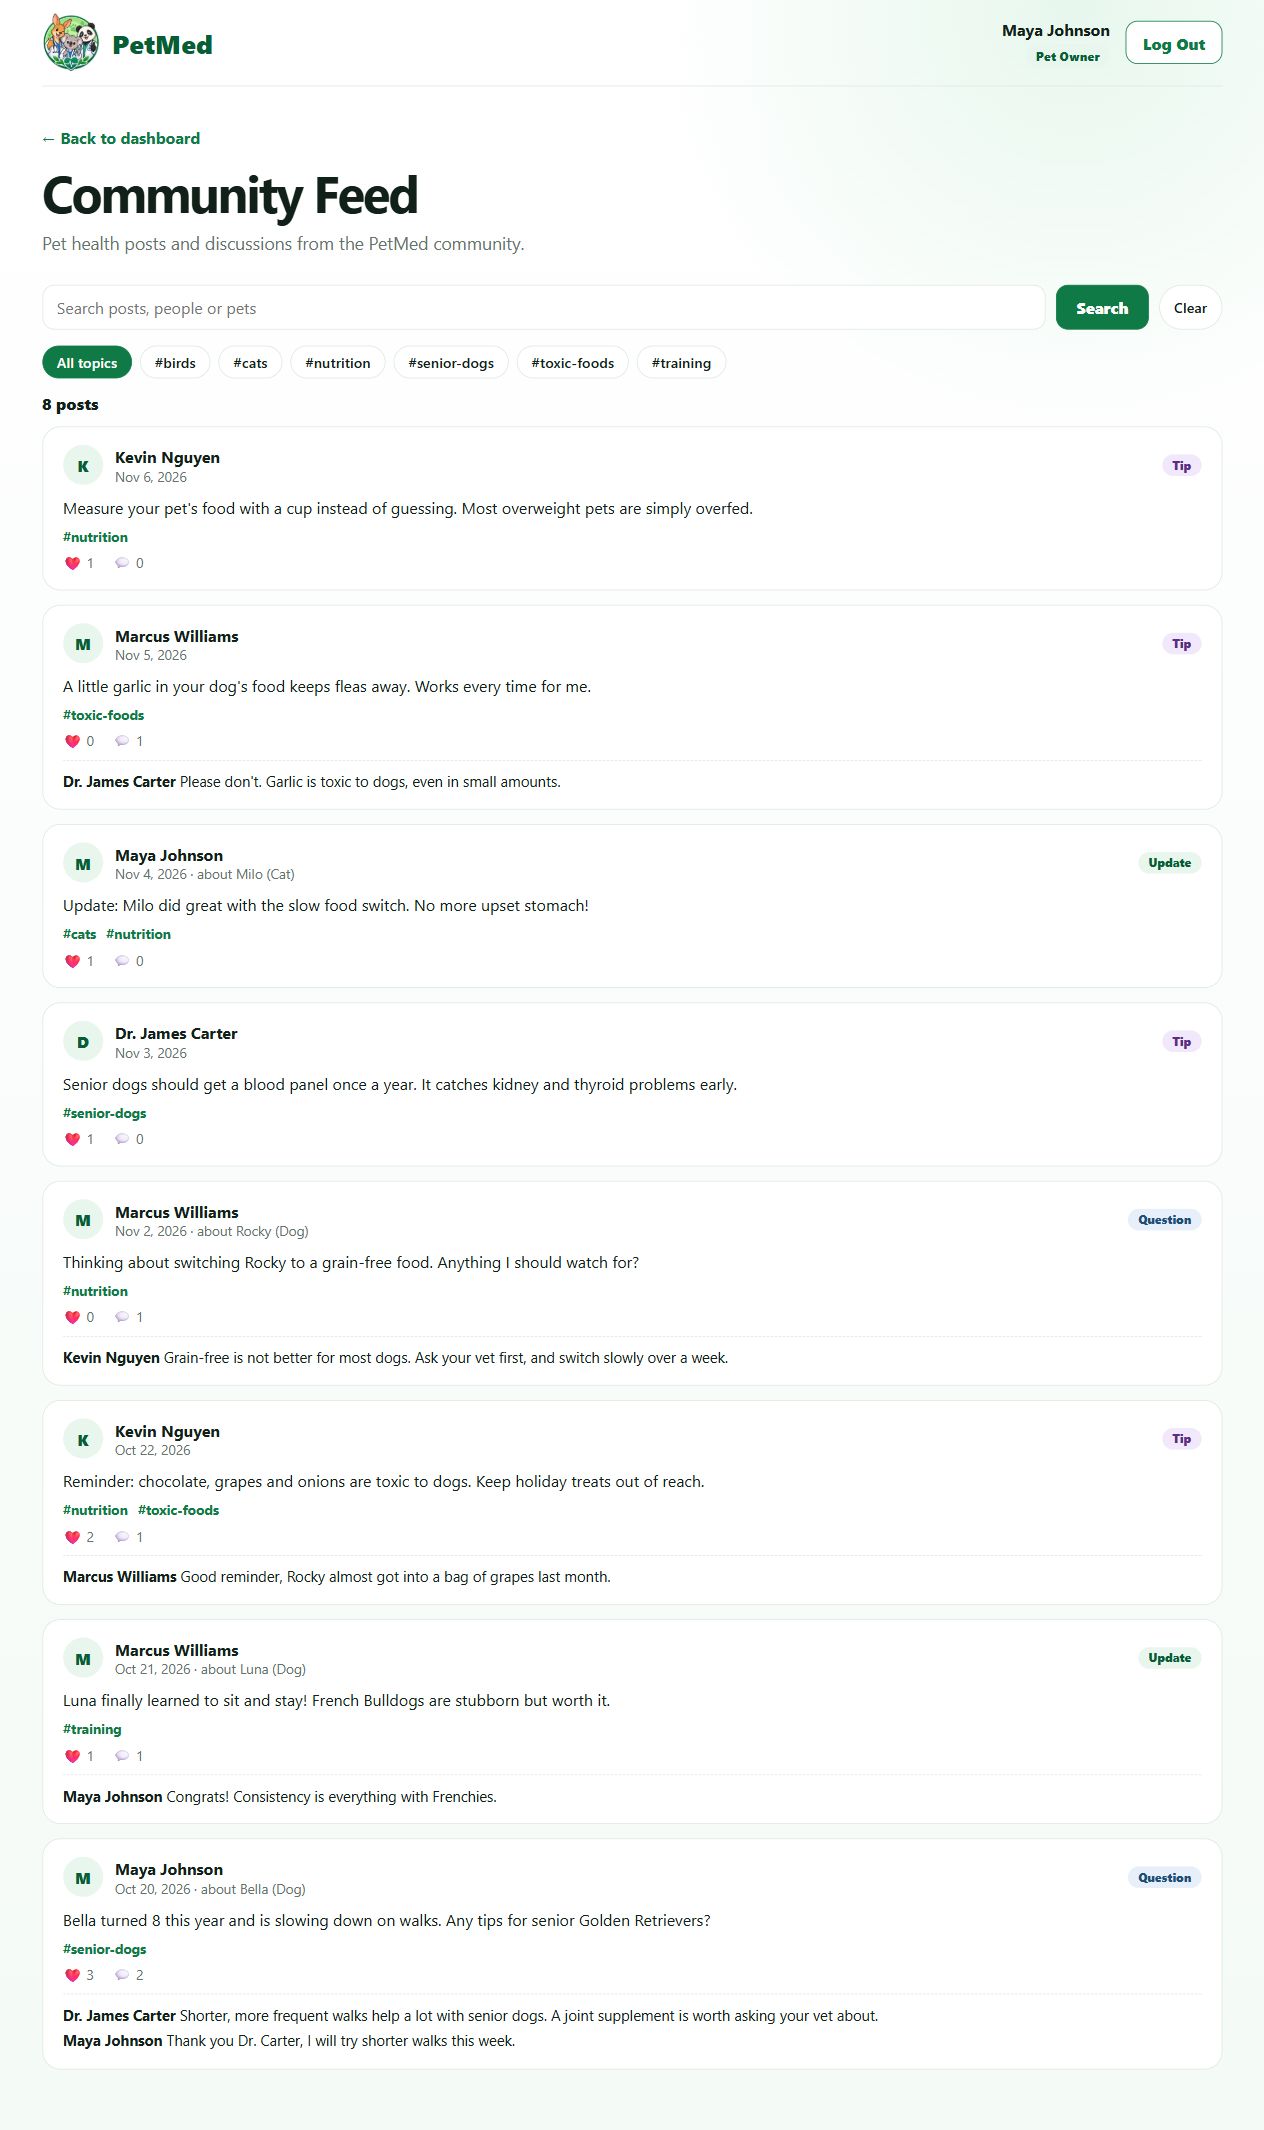 PetMed
Maya Johnson
Pet Owner
Log Out
← Back to dashboard
Community Feed
Pet health posts and discussions from the PetMed community.
Search posts, people or pets
Search
Clear
All topics
#birds
#cats
#nutrition
#senior-dogs
#toxic-foods
#training
8 posts
K
Kevin Nguyen
Tip
Nov 6, 2026
Measure your pet's food with a cup instead of guessing. Most overweight pets are simply overfed.
#nutrition
1 0
M
Marcus Williams
Tip
Nov 5, 2026
A little garlic in your dog's food keeps fleas away. Works every time for me.
#toxic-foods
0 1
Dr. James Carter Please don't. Garlic is toxic to dogs, even in small amounts.
M
Maya Johnson
Update
Nov 4, 2026 · about Milo (Cat)
Update: Milo did great with the slow food switch. No more upset stomach!
#cats #nutrition
1 0
D
Dr. James Carter
Tip
Nov 3, 2026
Senior dogs should get a blood panel once a year. It catches kidney and thyroid problems early.
#senior-dogs
1 0
M
Marcus Williams
Question
Nov 2, 2026 · about Rocky (Dog)
Thinking about switching Rocky to a grain-free food. Anything I should watch for?
#nutrition
0 1
Kevin Nguyen Grain-free is not better for most dogs. Ask your vet first, and switch slowly over a week.
K
Kevin Nguyen
Tip
Oct 22, 2026
Reminder: chocolate, grapes and onions are toxic to dogs. Keep holiday treats out of reach.
#nutrition #toxic-foods
2 1
Marcus Williams Good reminder, Rocky almost got into a bag of grapes last month.
M
Marcus Williams
Update
Oct 21, 2026 · about Luna (Dog)
Luna finally learned to sit and stay! French Bulldogs are stubborn but worth it.
#training
1 1
Maya Johnson Congrats! Consistency is everything with Frenchies.
M
Maya Johnson
Question
Oct 20, 2026 · about Bella (Dog)
Bella turned 8 this year and is slowing down on walks. Any tips for senior Golden Retrievers?
#senior-dogs
3 2
Dr. James Carter Shorter, more frequent walks help a lot with senior dogs. A joint supplement is worth asking your vet about.
Maya Johnson Thank you Dr. Carter, I will try shorter walks this week.